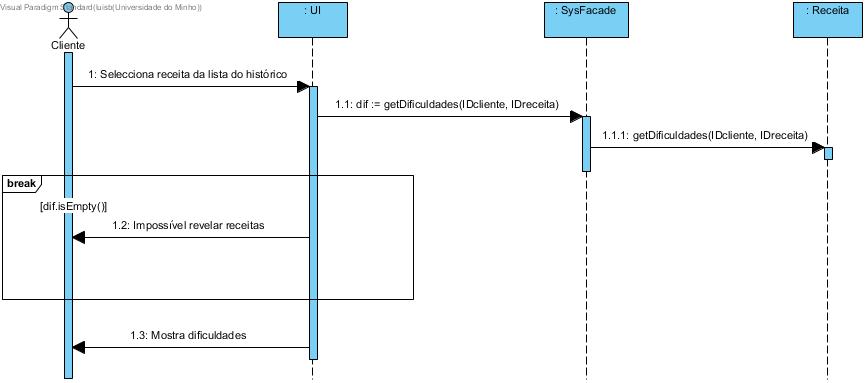 Visual Paradigm Standard(luisb(Universidade do Minho))
: UI
: SysFacade
: Receita
Cliente
1: Selecciona receita da lista do histórico
1.1: dif := getDificuldades(IDcliente, IDreceita)
1.1.1: getDificuldades(IDcliente, IDreceita)
break
[dif.isEmpty()]
1.2: Impossível revelar receitas
1.3: Mostra dificuldades